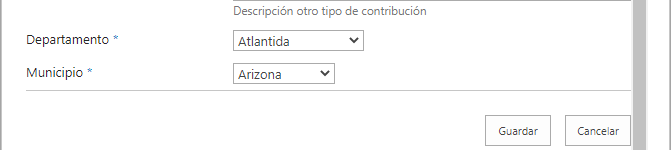 Descripción otro tipo de contribución
Departamento * Atlantida
Municipio * Arizona
Guardar Cancelar